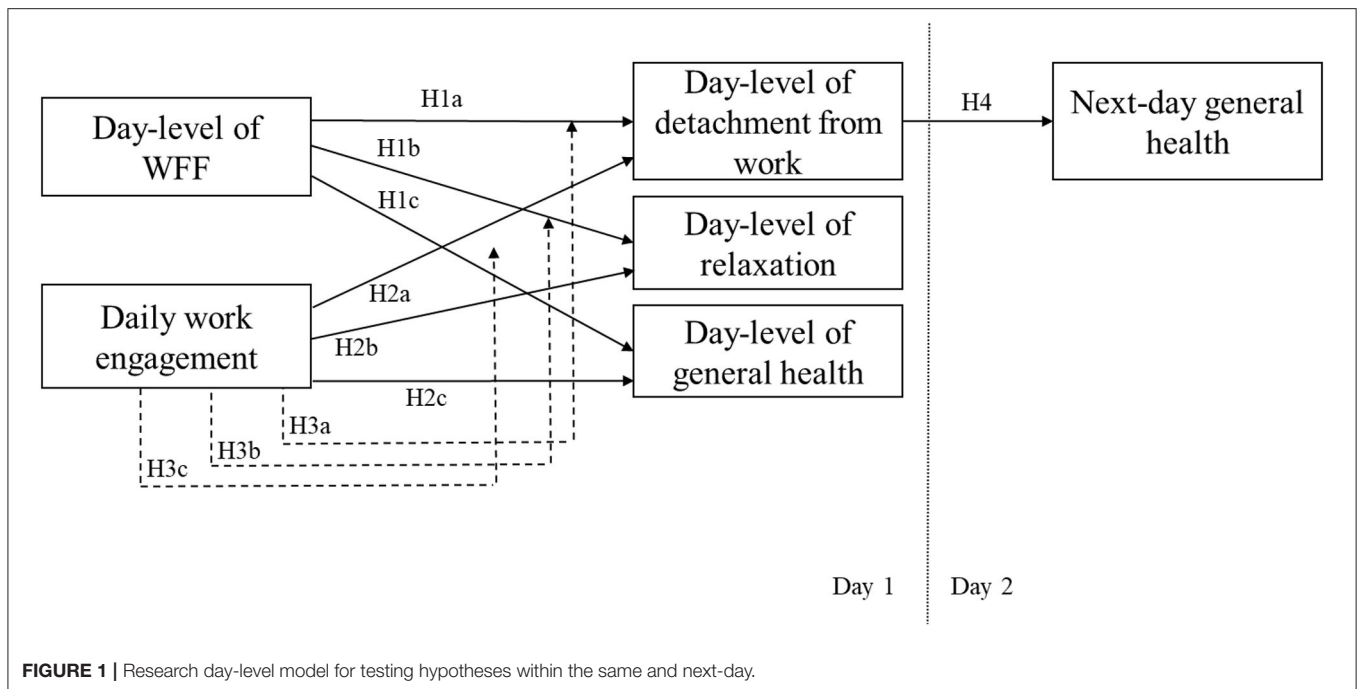 Day-level of
WFF
Daily work
engagement
H1a
H1b
H1c
H2a
H2b
H2c
H3a
H3b
H3c
Day-level of
detachment from
work
Day-level of
relaxation
Day-level of
general health
H4
Next-day general
health
Day 1
Day 2
FIGURE 1 | Research day-level model for testing hypotheses within the same and next-day.